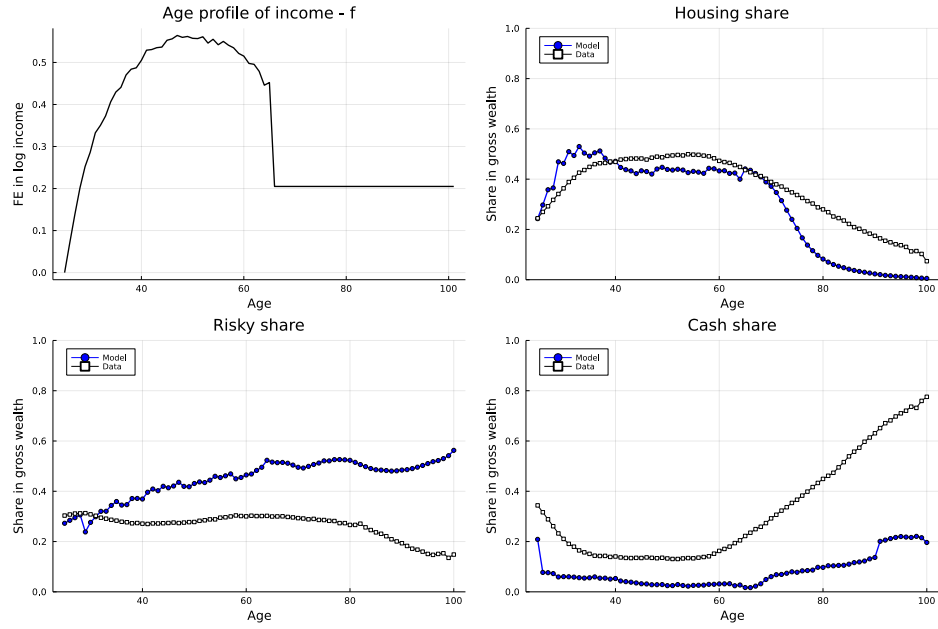 Age profile of income - f
FE in log income
0.6
0.4
0.2
0.0
40
60
80
100
Age
Housing share
Model
Data
Share in gross wealth
1.0
0.8
0.6
0.4
0.2
0.0
40
60
80
100
Age
Risky share
Model
Data
Share in gross wealth
1.0
0.8
0.6
0.4
0.2
0.0
40
60
80
100
Age
Cash share
Model
Data
Share in gross wealth
1.0
0.8
0.6
0.4
0.2
0.0
40
60
80
100
Age